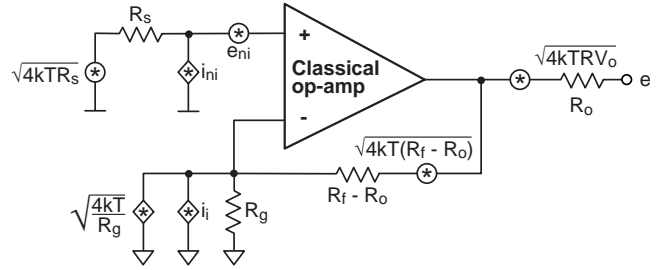 Rs
√4kTRs
*
ini
*
eni
*
+
-
Classical
op-amp
√4kTRVo
*
Ro
e
√4kT(Rf - Ro)
*
Rf - Ro
√4kT/Rg
*
ii
*
Rg